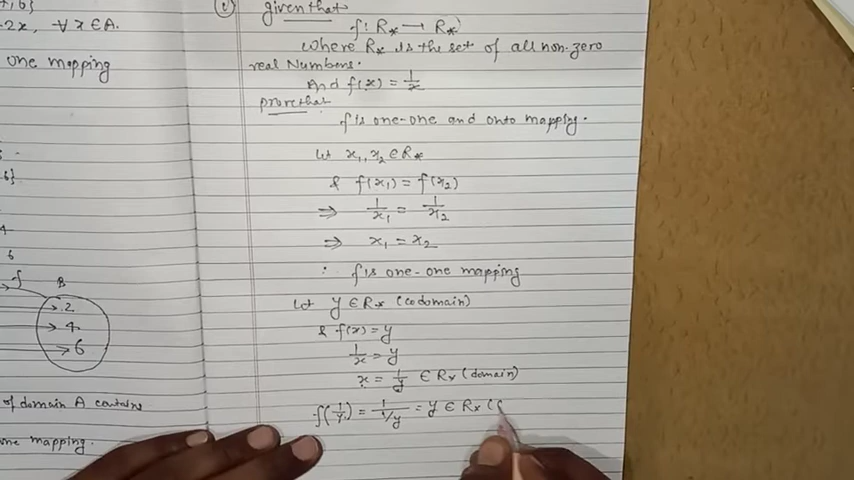 2x, ∀ x ∈ A.
one mapping
B
f
2
4
6
of domain A contains
one mapping.
given that
f: R* → R*
where R* is the set of all non-zero
real Numbers.
And f(x) = 1/x
prove that
f is one-one and onto mapping.
Let x₁, x₂ ∈ R*
& f(x₁) = f(x₂)
⇒ 1/x₁ = 1/x₂
⇒ x₁ = x₂
∴ f is one-one mapping
Let y ∈ R* (codomain)
& f(x) = y
1/x = y
x = 1/y ∈ R* (domain)
f(1/y) = 1/1/y = y ∈ R* (